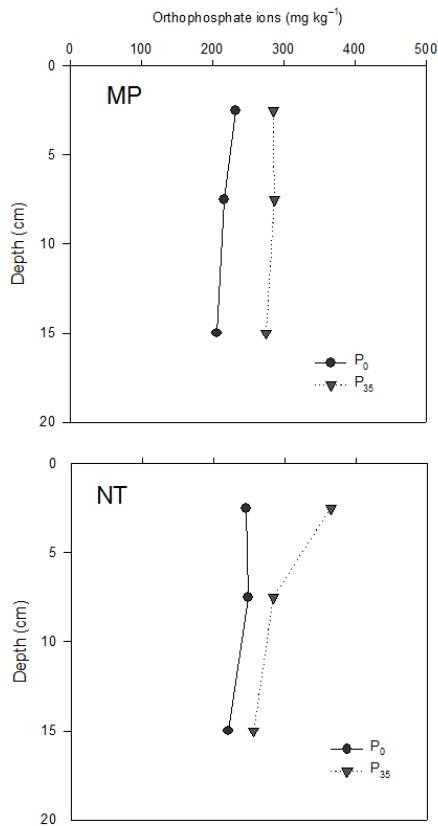 Orthophosphate ions (mg kg⁻¹)
0 100 200 300 400 500
0
MP
5
Depth (cm)
10
15
P₀
P₃₅
20
0
NT
5
Depth (cm)
10
15
P₀
P₃₅
20